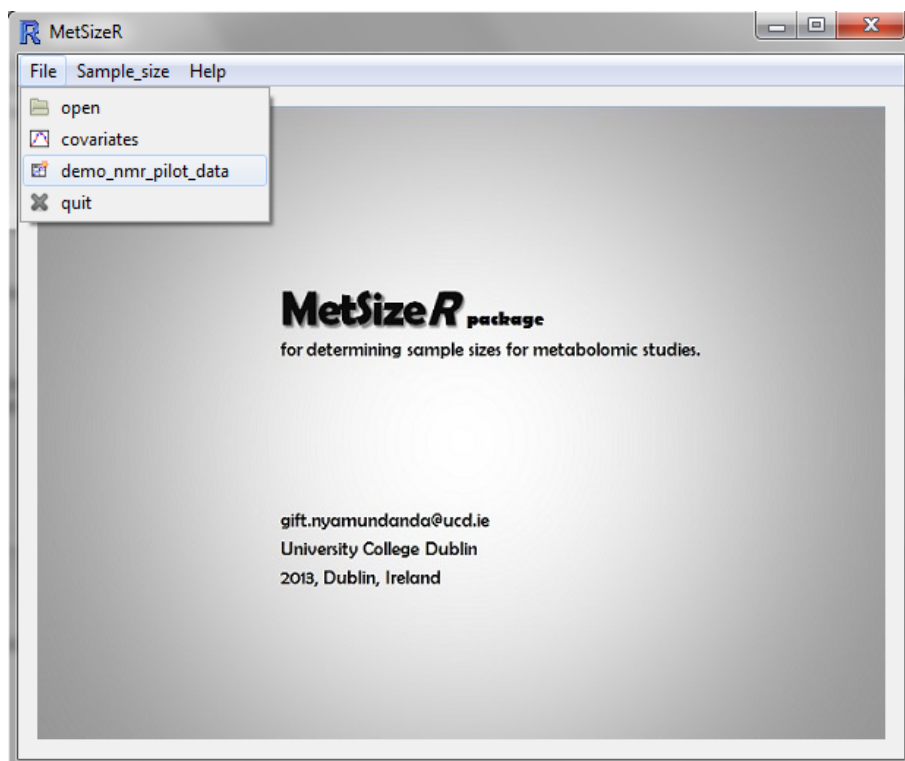 MetSizeR
File Sample_size Help
open
covariates
demo_nmr_pilot_data
quit
MetSizeR package
for determining sample sizes for metabolomic studies.
gift.nyamundanda@ucd.ie
University College Dublin
2013, Dublin, Ireland